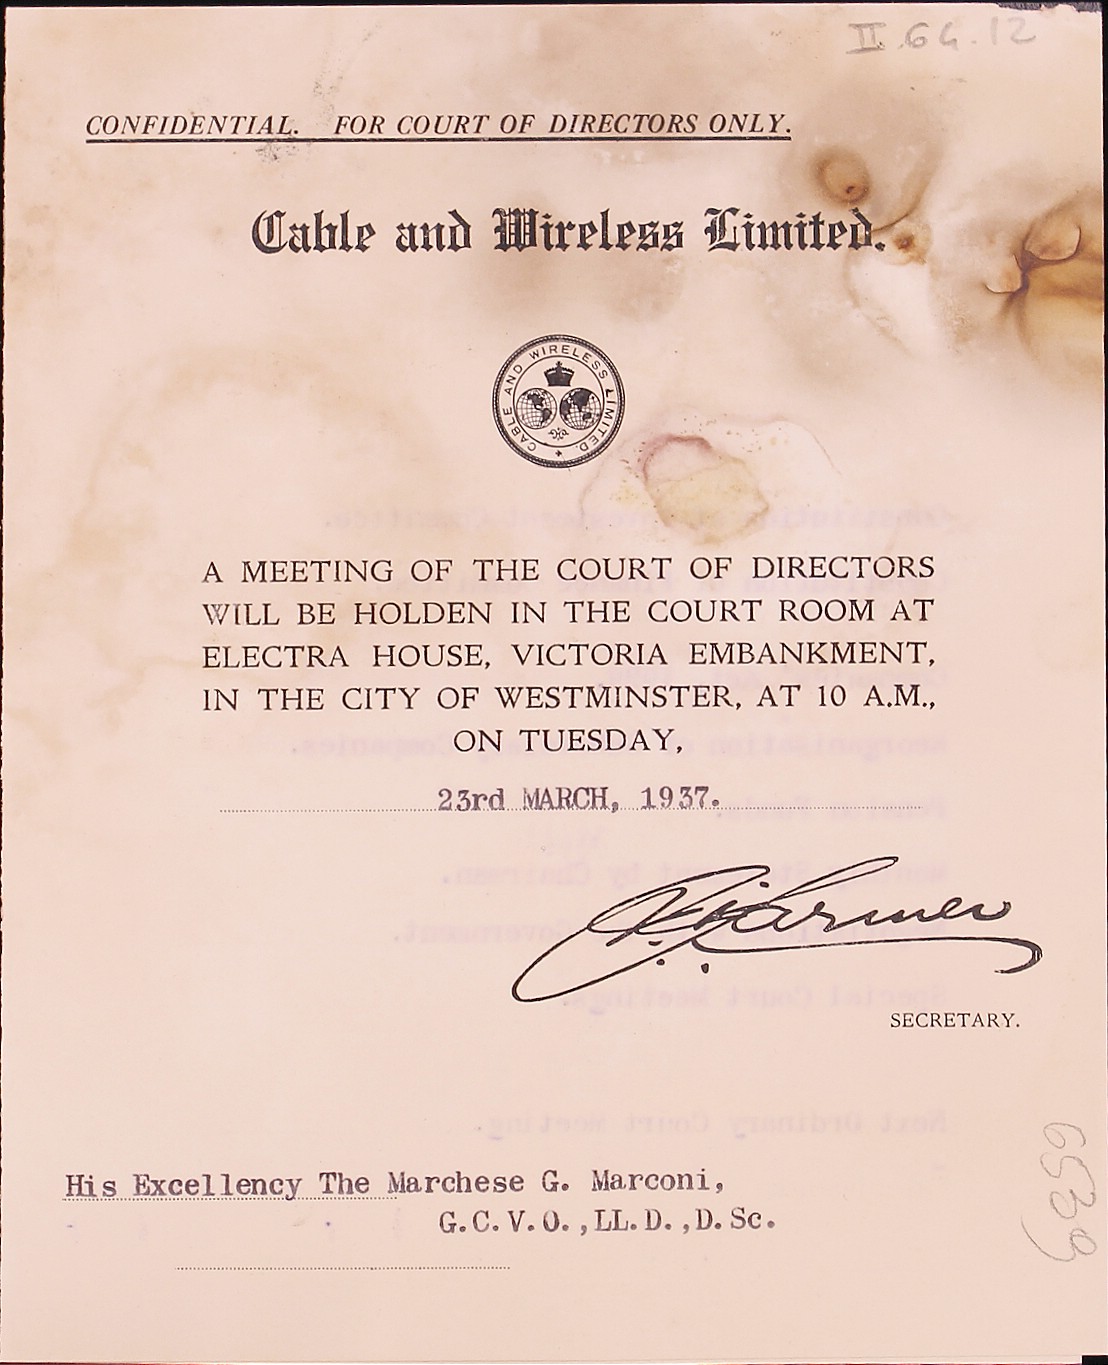 II.64.12
CONFIDENTIAL. FOR COURT OF DIRECTORS ONLY.
Cable and Wireless Limited.
CABLE AND WIRELESS LIMITED.
A MEETING OF THE COURT OF DIRECTORS
WILL BE HOLDEN IN THE COURT ROOM AT
ELECTRA HOUSE, VICTORIA EMBANKMENT,
IN THE CITY OF WESTMINSTER, AT 10 A.M.,
ON TUESDAY,
23rd MARCH, 1937.
SECRETARY.
His Excellency The Marchese G. Marconi,
G.C.V.O.,LL.D.,D.Sc.